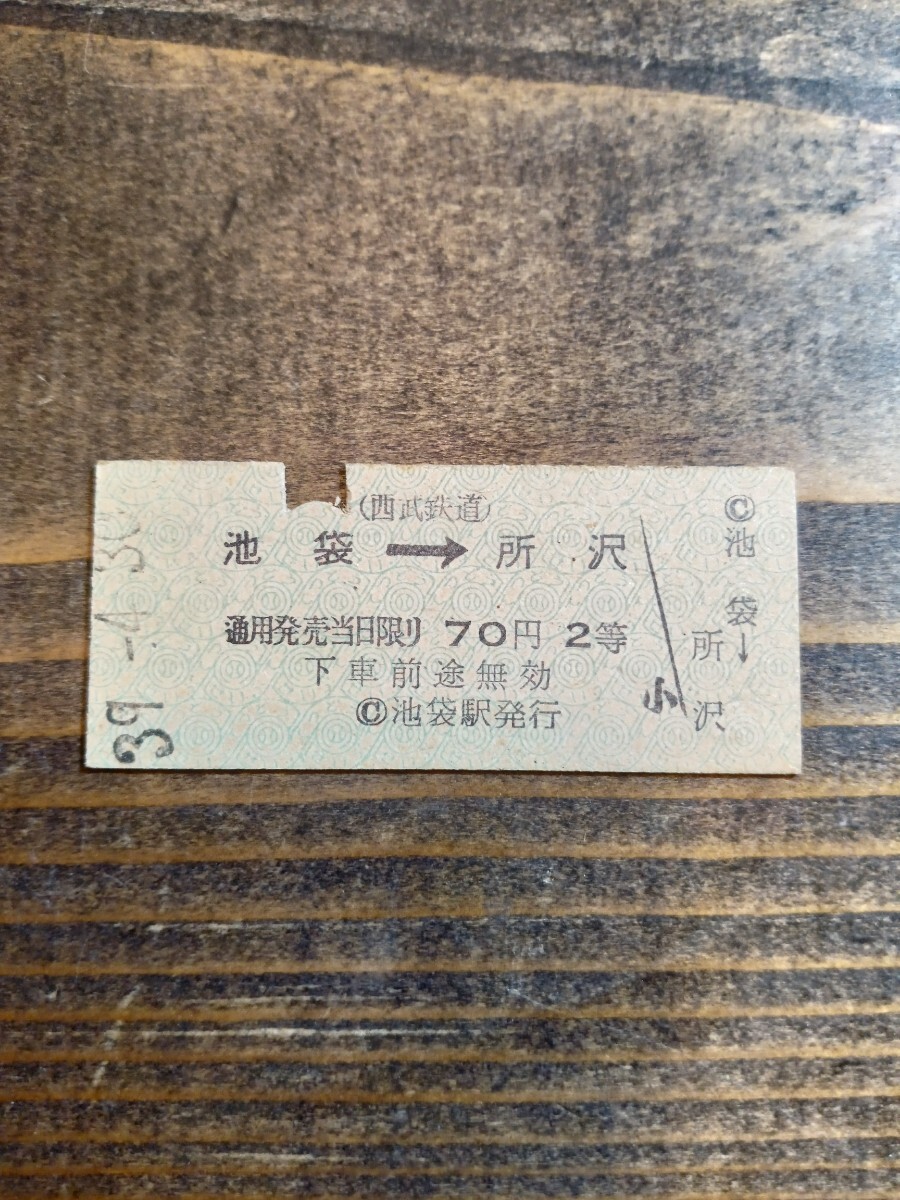 (西武鉄道)
池袋→所沢
通用発売当日限り 70円 2等
下車前途無効
Ⓒ池袋駅発行
Ⓒ池袋→
所沢
小
39.-4.30